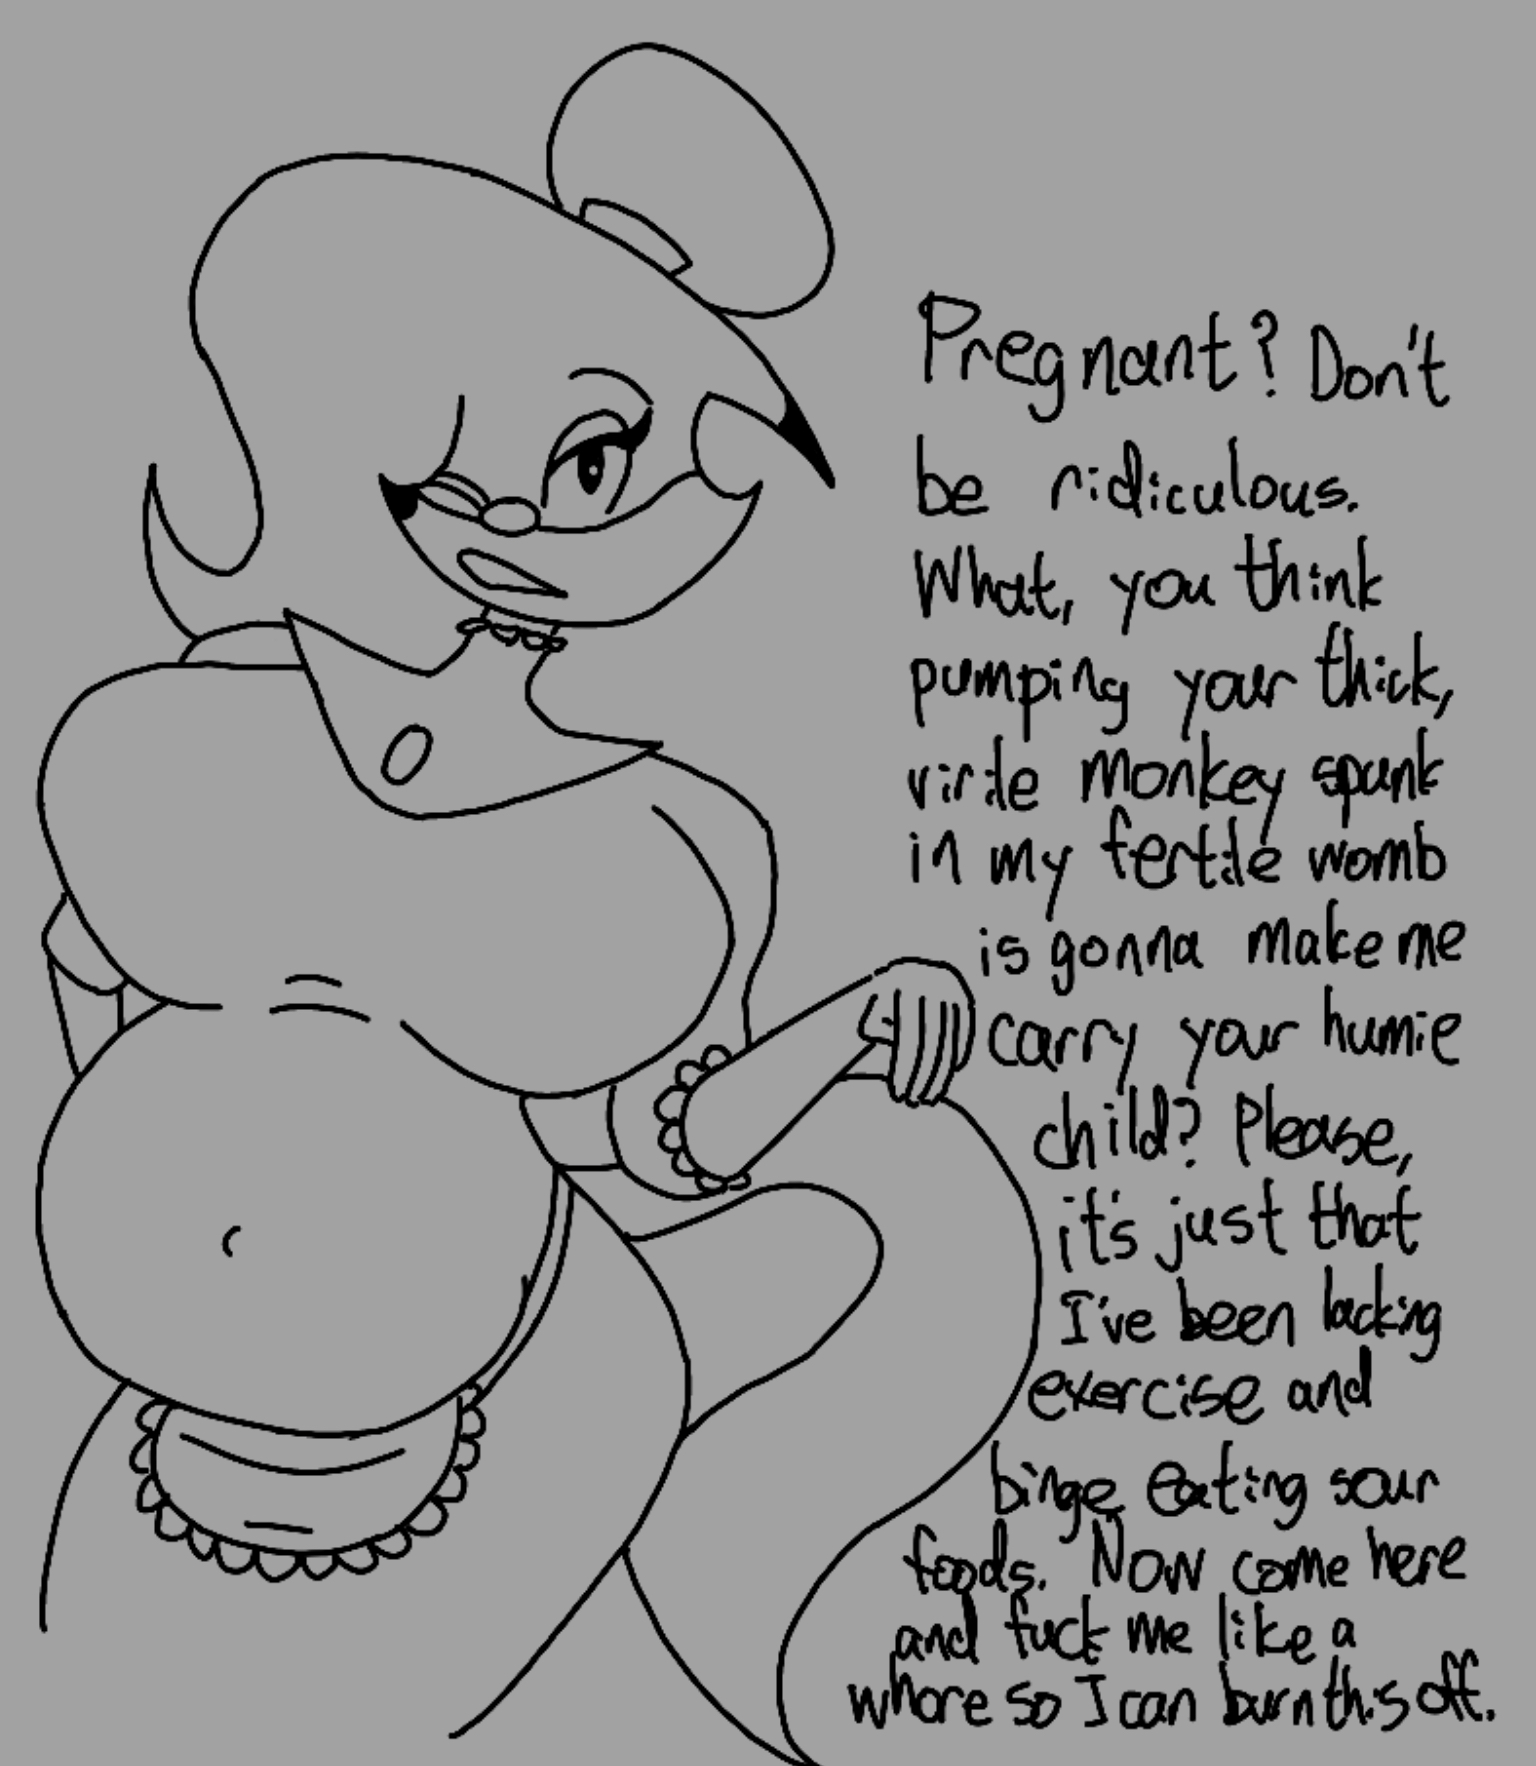 Pregnant? Don't
be ridiculous.
What, you think
pumping your thick,
virile monkey spunk
in my fertile womb
is gonna make me
carry your humie
child? Please,
it's just that
I've been lacking
exercise and
binge eating sour
foods. Now come here
and fuck me like a
whore so I can burn this off.